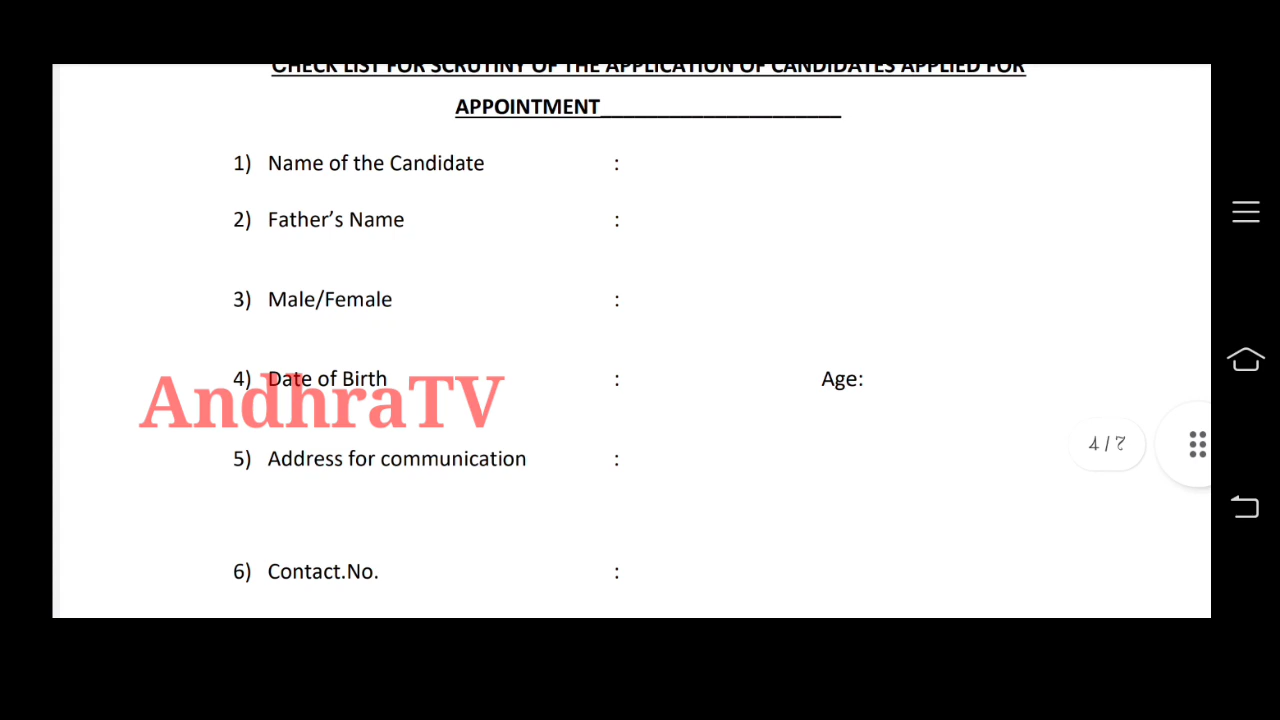 CHECK LIST FOR SCRUTINY OF THE APPLICATION OF CANDIDATES APPLIED FOR
APPOINTMENT_____________________
1) Name of the Candidate :
2) Father’s Name :
3) Male/Female :
4) Date of Birth : Age:
AndhraTV
5) Address for communication :
4 / 7
6) Contact.No. :